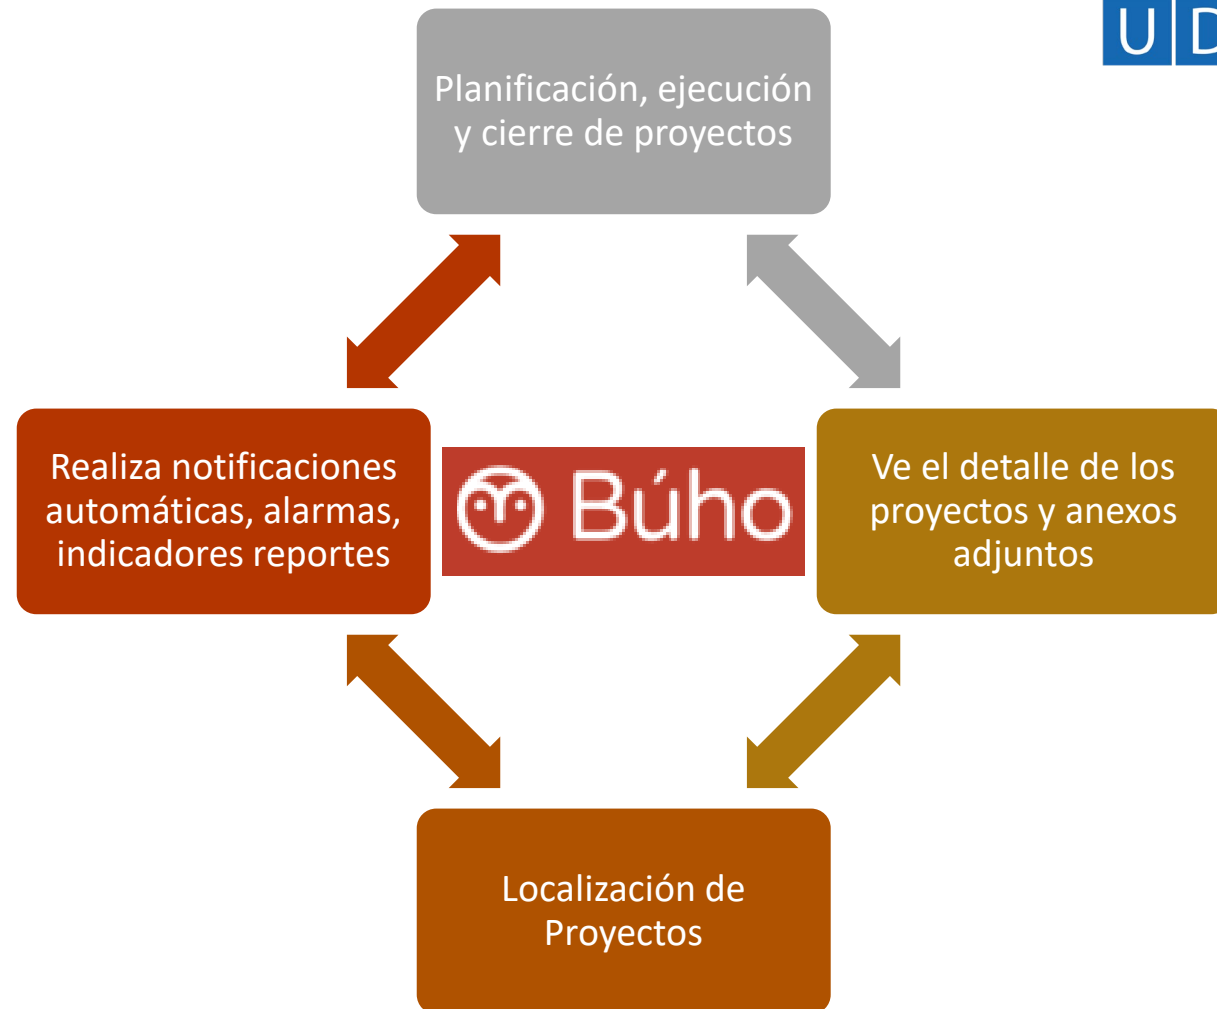 U D
Planificación, ejecución
y cierre de proyectos
Realiza notificaciones
automáticas, alarmas,
indicadores reportes
Búho
Ve el detalle de los
proyectos y anexos
adjuntos
Localización de
Proyectos